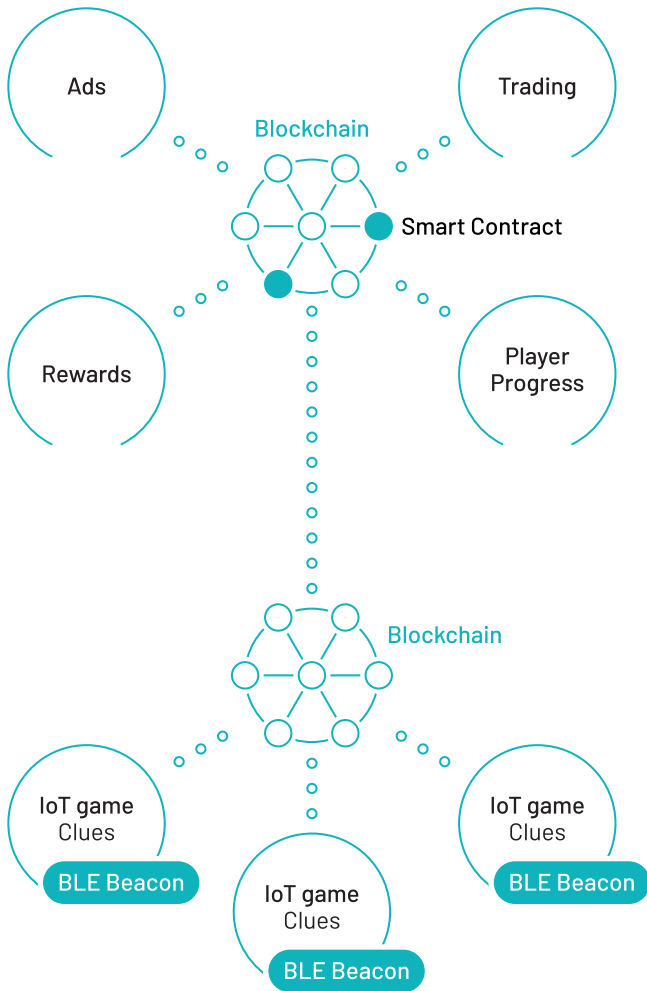 Ads
Trading
Blockchain
Smart Contract
Rewards
Player
Progress
Blockchain
IoT game
Clues
BLE Beacon
IoT game
Clues
BLE Beacon
IoT game
Clues
BLE Beacon